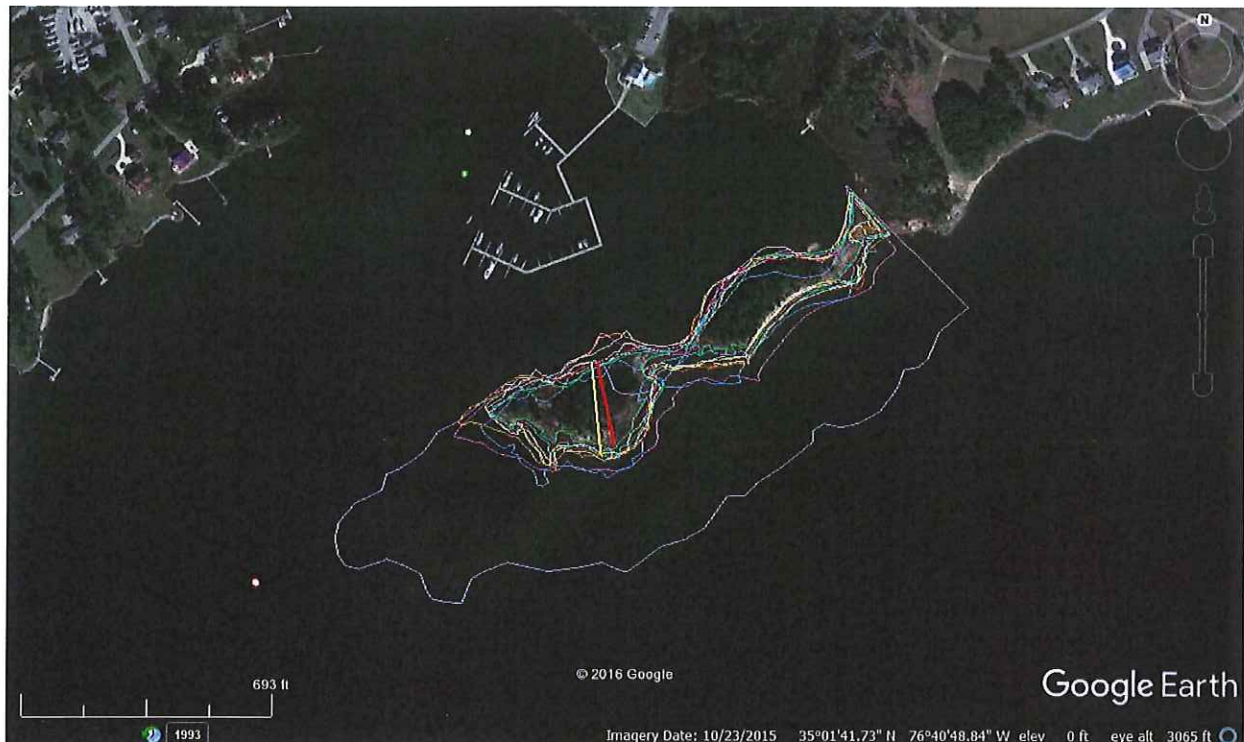 N
693 ft
© 2016 Google
Google Earth
1993
Imagery Date: 10/23/2015 35°01'41.73" N 76°40'48.84" W elev 0 ft eye alt 3065 ft